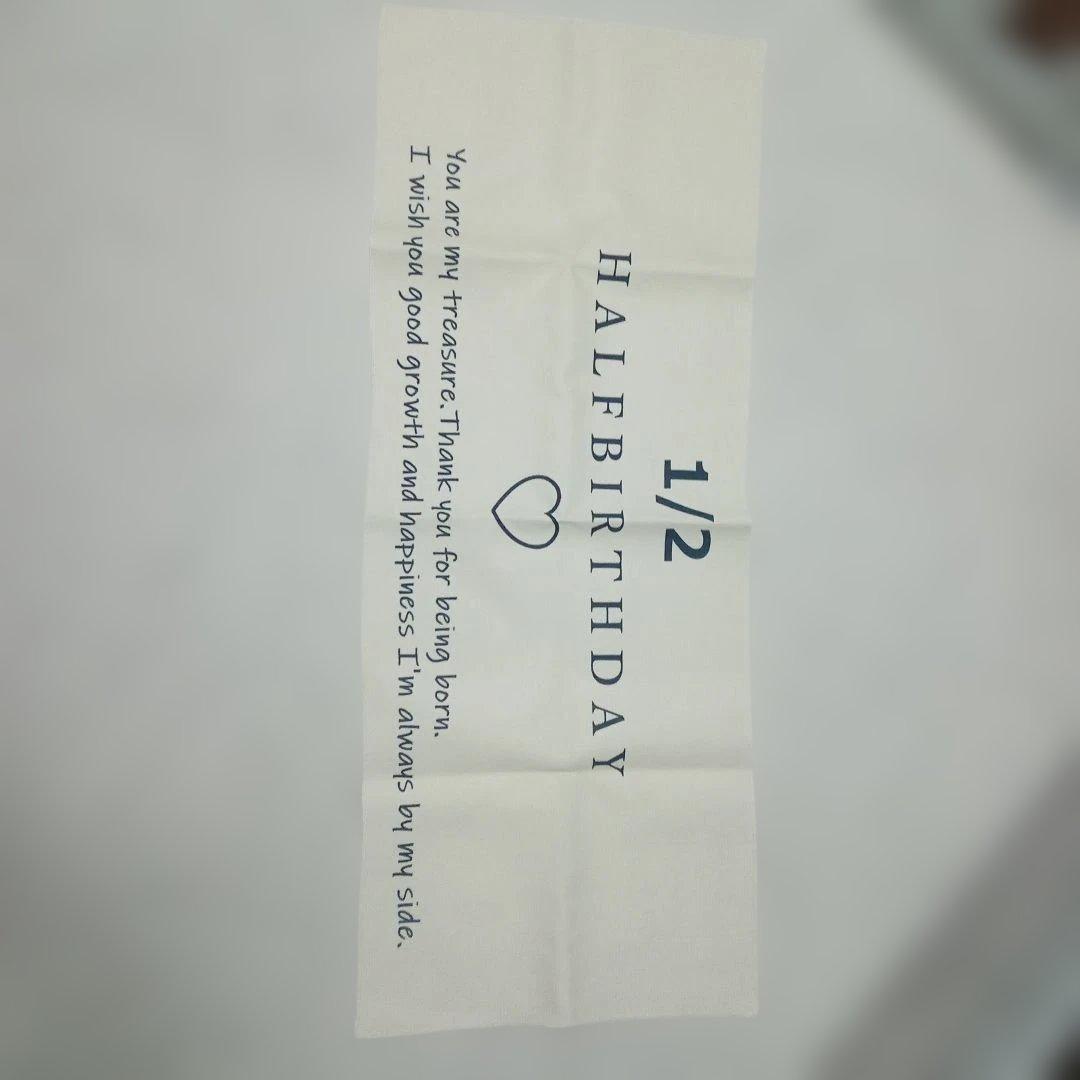 1/2
HALFBIRTHDAY
You are my treasure.Thank you for being born.
I wish you good growth and happiness I'm always by my side.